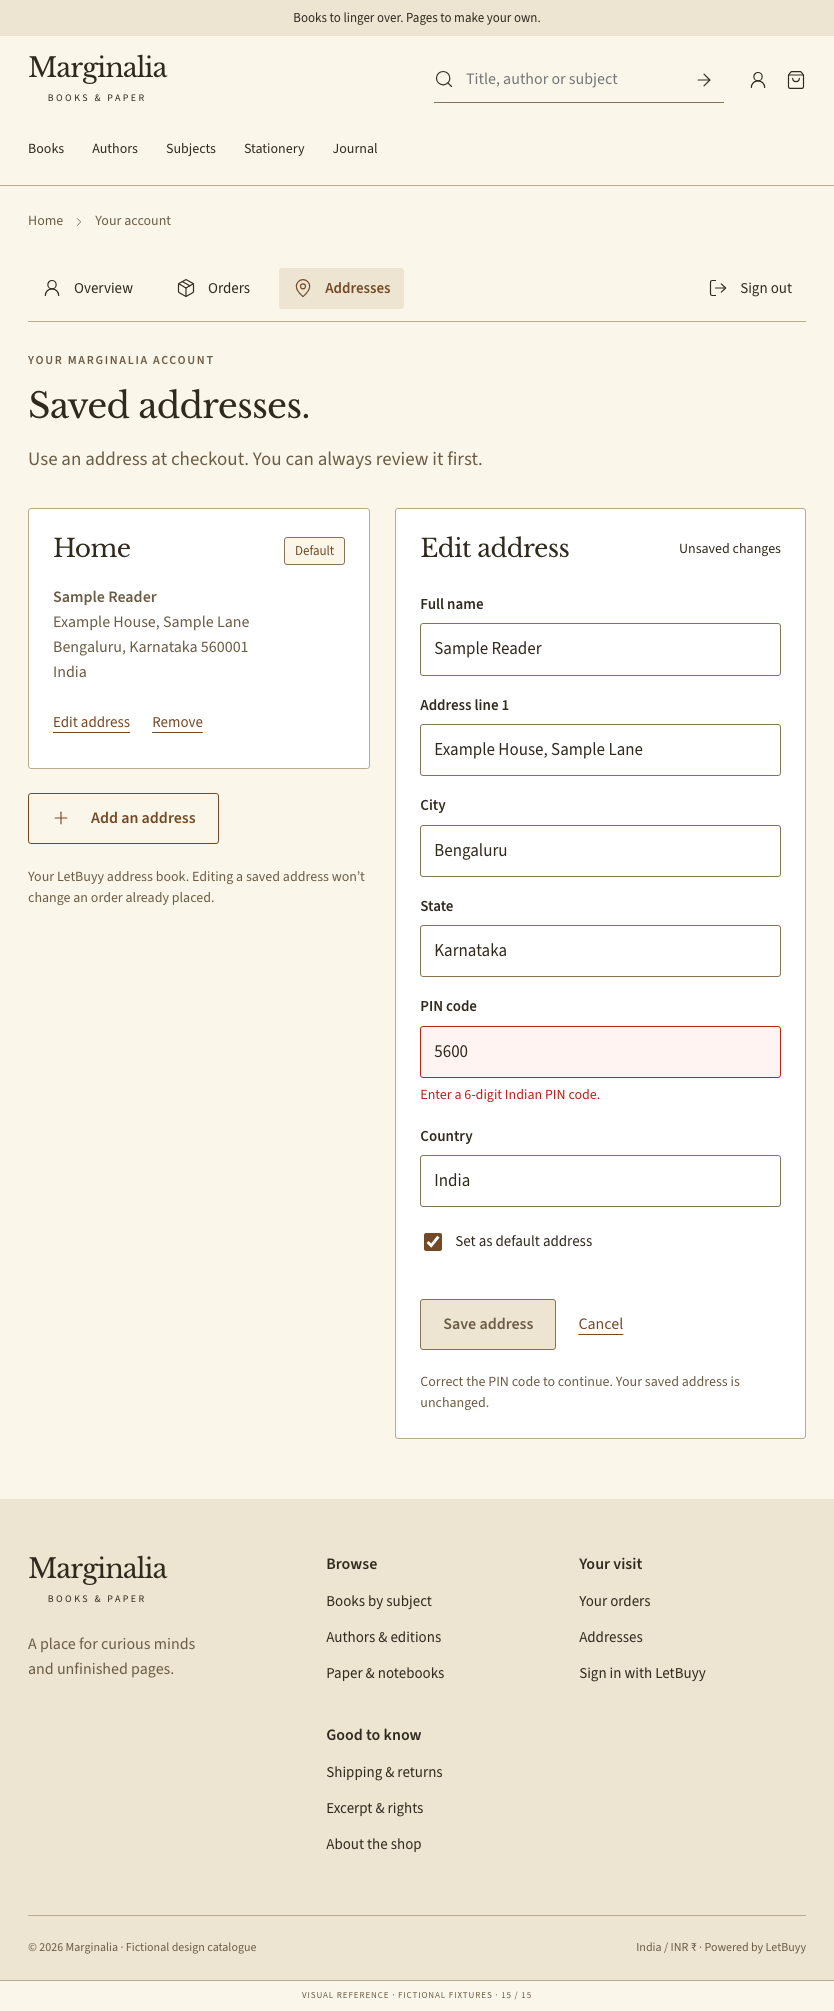 Books to linger over. Pages to make your own.
Marginalia
BOOKS & PAPER
Title, author or subject
Books Authors Subjects Stationery Journal
Home Your account
Overview Orders Addresses Sign out
YOUR MARGINALIA ACCOUNT
Saved addresses.
Use an address at checkout. You can always review it first.
Home Default
Sample Reader
Example House, Sample Lane
Bengaluru, Karnataka 560001
India
Edit address Remove
Add an address
Your LetBuyy address book. Editing a saved address won’t
change an order already placed.
Edit address Unsaved changes
Full name
Sample Reader
Address line 1
Example House, Sample Lane
City
Bengaluru
State
Karnataka
PIN code
5600
Enter a 6-digit Indian PIN code.
Country
India
Set as default address
Save address Cancel
Correct the PIN code to continue. Your saved address is
unchanged.
Marginalia
BOOKS & PAPER
A place for curious minds
and unfinished pages.
Browse
Books by subject
Authors & editions
Paper & notebooks
Your visit
Your orders
Addresses
Sign in with LetBuyy
Good to know
Shipping & returns
Excerpt & rights
About the shop
© 2026 Marginalia · Fictional design catalogue
India / INR ₹ · Powered by LetBuyy
VISUAL REFERENCE · FICTIONAL FIXTURES · 15 / 15